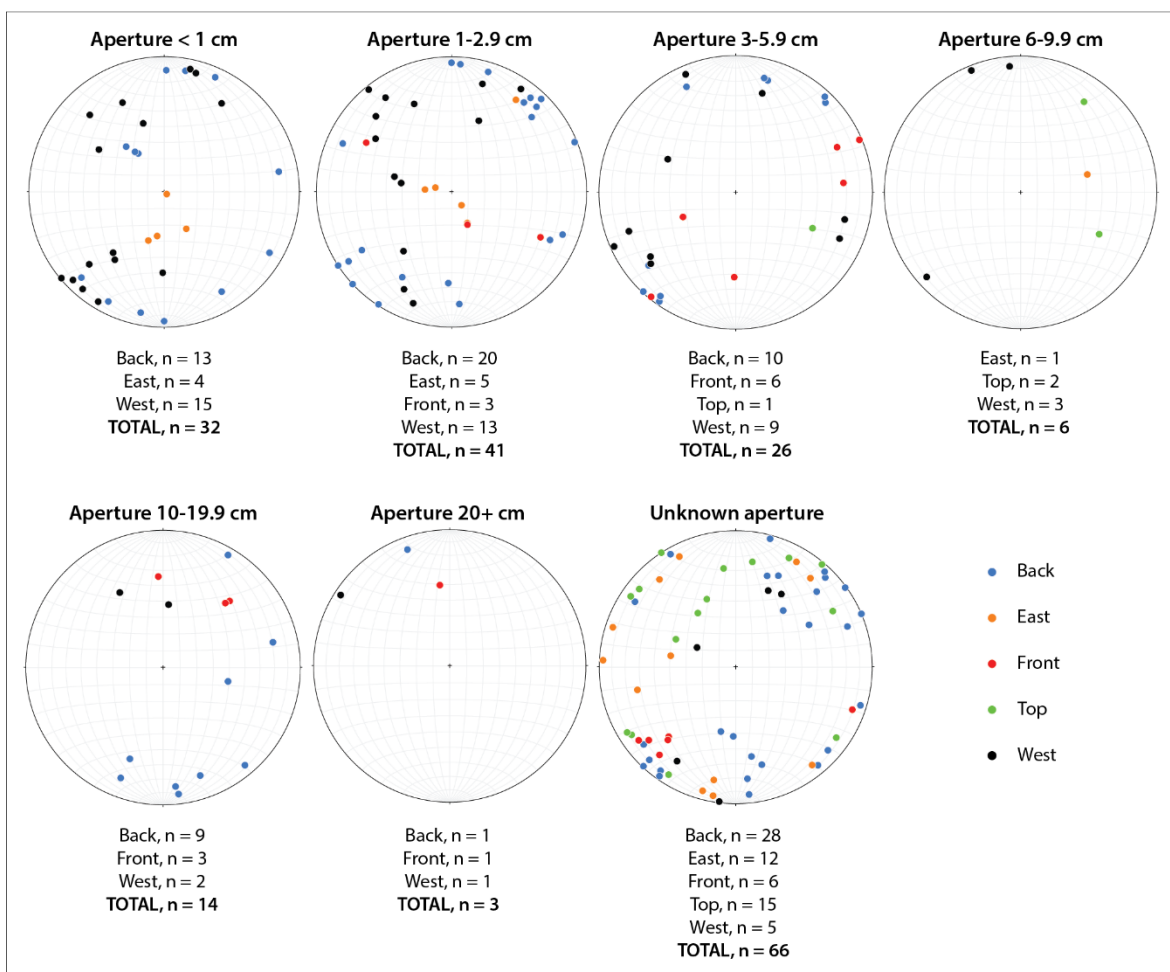 Aperture < 1 cm
Back, n = 13
East, n = 4
West, n = 15
TOTAL, n = 32
Aperture 1-2.9 cm
Back, n = 20
East, n = 5
Front, n = 3
West, n = 13
TOTAL, n = 41
Aperture 3-5.9 cm
Back, n = 10
Front, n = 6
Top, n = 1
West, n = 9
TOTAL, n = 26
Aperture 6-9.9 cm
East, n = 1
Top, n = 2
West, n = 3
TOTAL, n = 6
Aperture 10-19.9 cm
Back, n = 9
Front, n = 3
West, n = 2
TOTAL, n = 14
Aperture 20+ cm
Back, n = 1
Front, n = 1
West, n = 1
TOTAL, n = 3
Unknown aperture
Back, n = 28
East, n = 12
Front, n = 6
Top, n = 15
West, n = 5
TOTAL, n = 66
Back
East
Front
Top
West